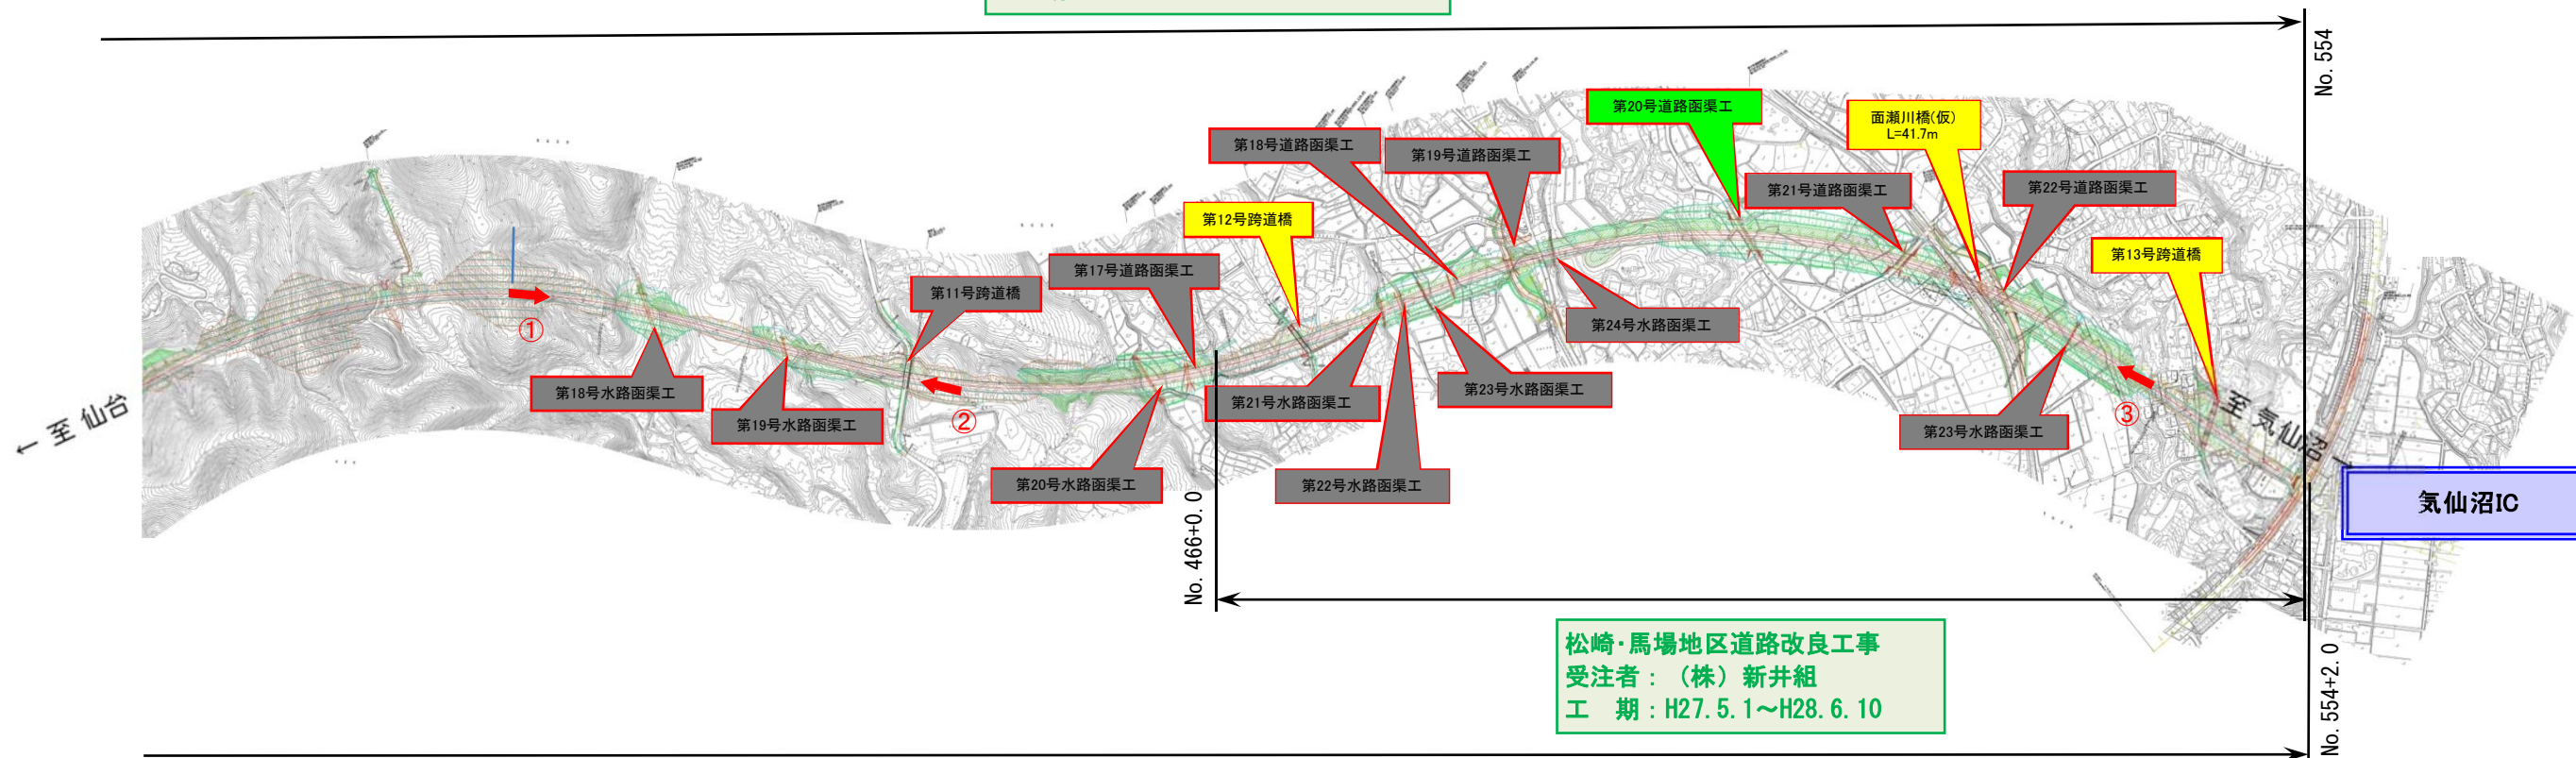 No. 554
第20号道路函渠工
面瀬川橋(仮)
L=41.7m
第18号道路函渠工
第19号道路函渠工
第21号道路函渠工
第22号道路函渠工
第12号跨道橋
第13号跨道橋
第17号道路函渠工
第11号跨道橋
①
第24号水路函渠工
第18号水路函渠工
第19号水路函渠工
②
第21号水路函渠工
第23号水路函渠工
③
第23号水路函渠工
← 至 仙台
至 気仙沼 →
第20号水路函渠工
第22号水路函渠工
気仙沼IC
No. 466+0. 0
松崎・馬場地区道路改良工事
受注者：（株）新井組
工　期：H27. 5. 1～H28. 6. 10
No. 554+2. 0